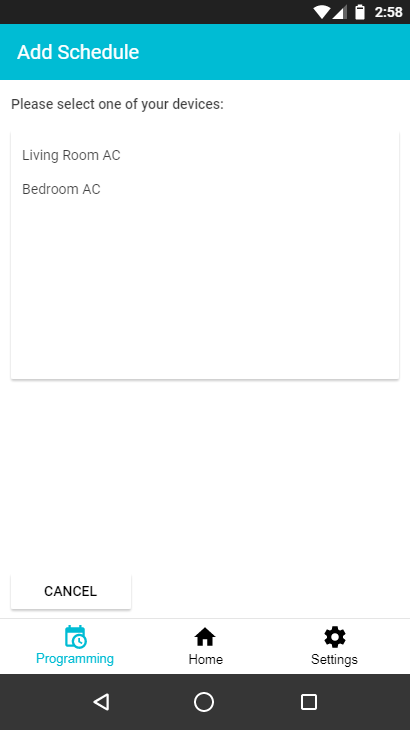 2:58
Add Schedule
Please select one of your devices:
Living Room AC
Bedroom AC
CANCEL
Programming
Home
Settings